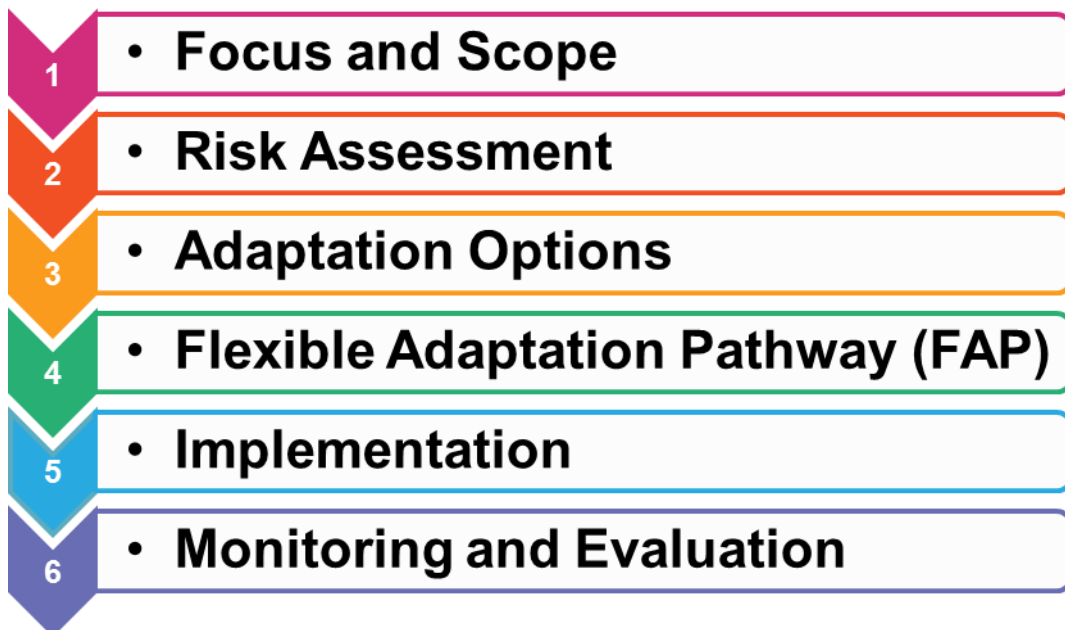 1 • Focus and Scope
2 • Risk Assessment
3 • Adaptation Options
4 • Flexible Adaptation Pathway (FAP)
5 • Implementation
6 • Monitoring and Evaluation